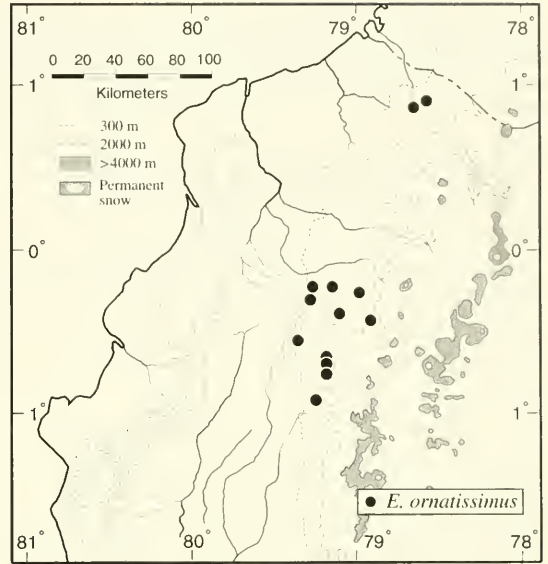 81 80 79 78
0 20 40 60 80 100
Kilometers
300 m
2000 m
>4000 m
Permanent
snow
1° 1°
0° 0°
1° 1°
E. ornatissimus
81 80 79 78